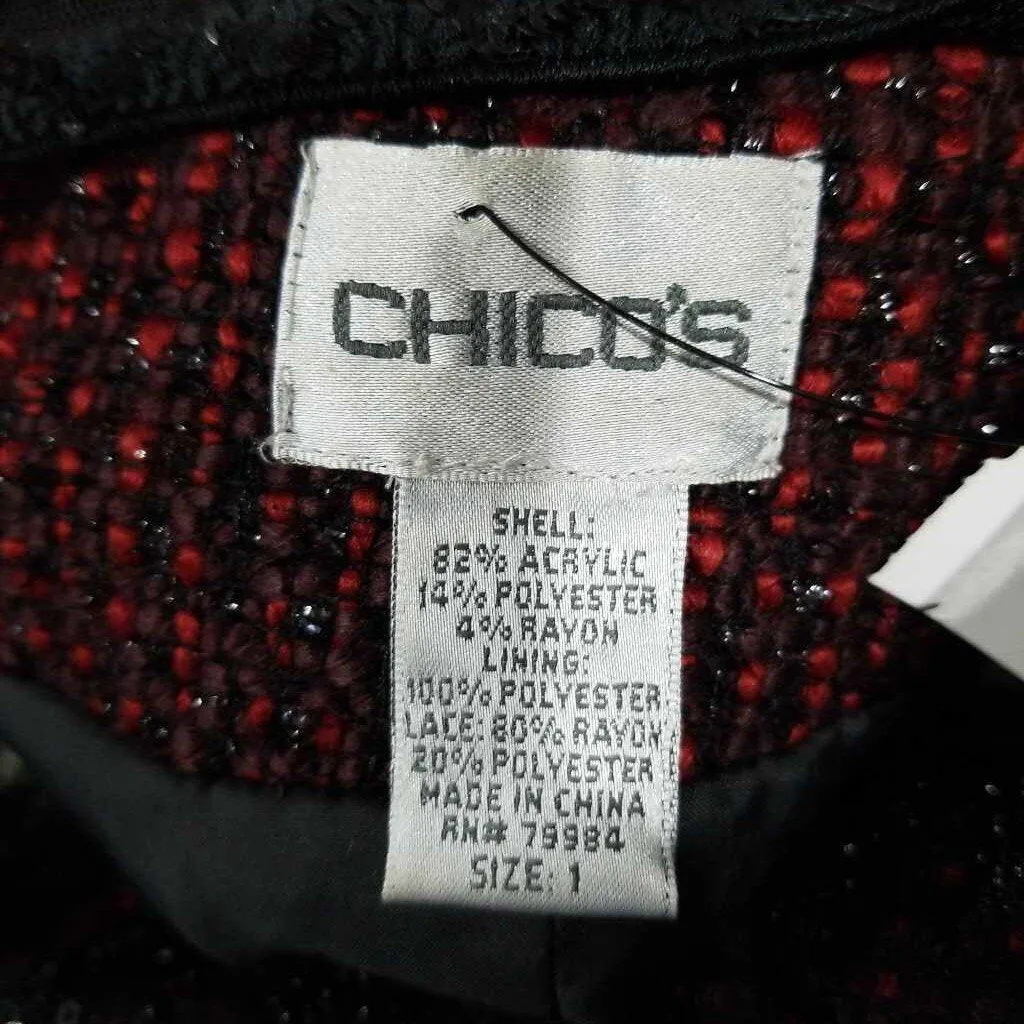 CHICO'S
SHELL:
82% ACRYLIC
14% POLYESTER
4% RAYON
LINING:
100% POLYESTER
LACE: 80% RAYON
20% POLYESTER
MADE IN CHINA
RN# 79984
SIZE: 1